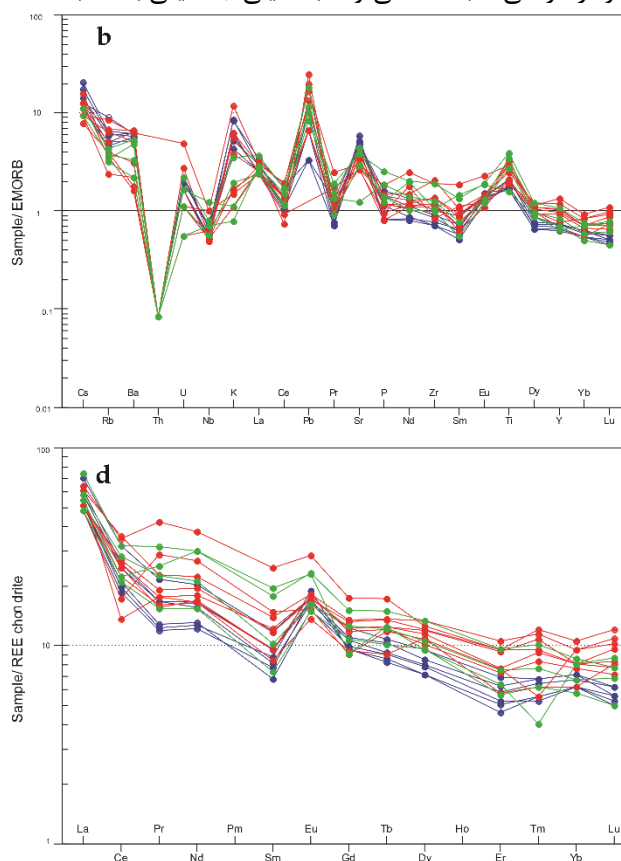 b
100
10
1
0.1
0.01
Sample/ EMORB
Cs Ba U K Ce Pr P Zr Eu Dy Yb
Rb Th Nb La Pb Sr Nd Sm Ti Y Lu
d
100
10
1
Sample/ REE chon drite
La Pr Pm Eu Tb Ho Tm Lu
Ce Nd Sm Gd Dy Er Yb